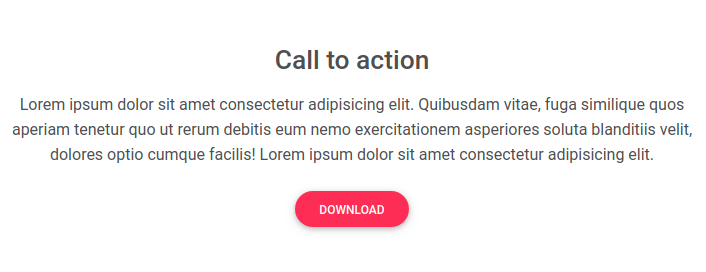 Call to action
Lorem ipsum dolor sit amet consectetur adipisicing elit. Quibusdam vitae, fuga similique quos
aperiam tenetur quo ut rerum debitis eum nemo exercitationem asperiores soluta blanditiis velit,
dolores optio cumque facilis! Lorem ipsum dolor sit amet consectetur adipisicing elit.
DOWNLOAD